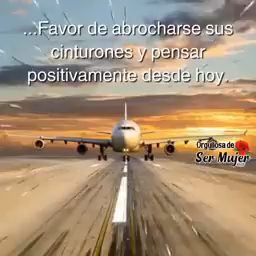 ...Favor de abrocharse sus
cinturones y pensar
positivamente desde hoy.
Orgullosa de
Ser Mujer